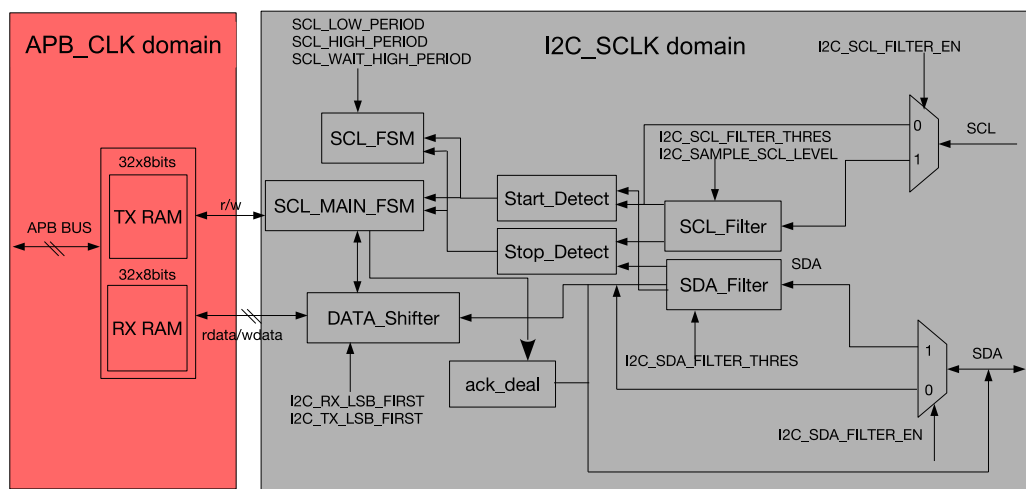 APB_CLK domain
I2C_SCLK domain
SCL_LOW_PERIOD
SCL_HIGH_PERIOD
SCL_WAIT_HIGH_PERIOD
I2C_SCL_FILTER_EN
SCL_FSM
0
SCL
1
I2C_SCL_FILTER_THRES
I2C_SAMPLE_SCL_LEVEL
32x8bits
TX RAM
r/w
SCL_MAIN_FSM
Start_Detect
SCL_Filter
APB BUS
Stop_Detect
SDA
32x8bits
SDA_Filter
RX RAM
rdata/wdata
DATA_Shifter
1
SDA
I2C_SDA_FILTER_THRES
0
ack_deal
I2C_RX_LSB_FIRST
I2C_TX_LSB_FIRST
I2C_SDA_FILTER_EN